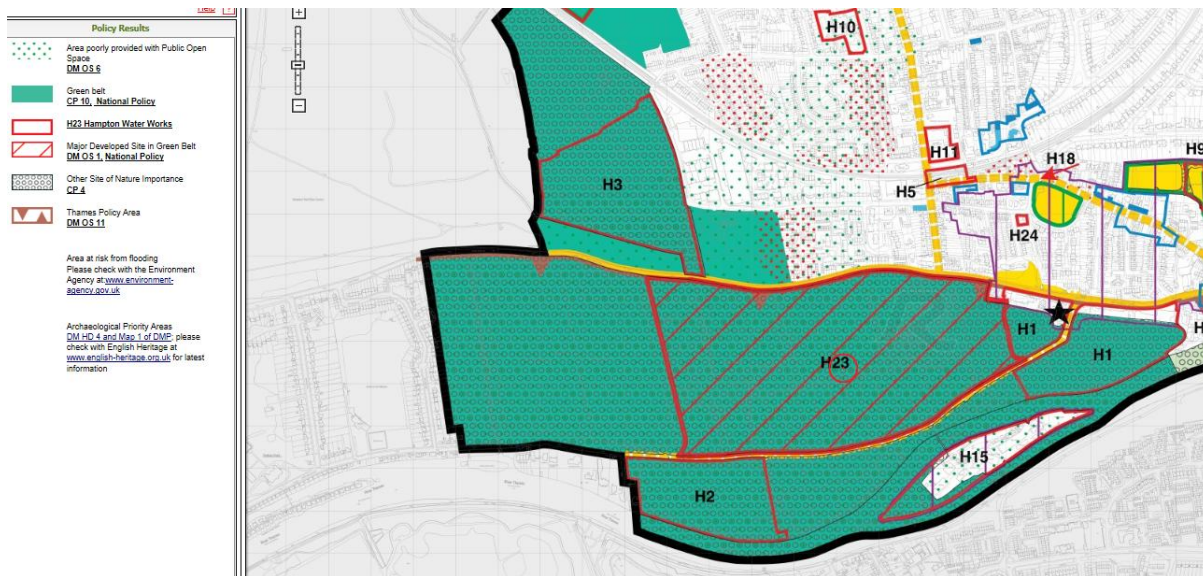 Help
Policy Results
Area poorly provided with Public Open
Space
DM OS 6
Green belt
CP 10, National Policy
H23 Hampton Water Works
Major Developed Site in Green Belt
DM OS 1, National Policy
Other Site of Nature Importance
CP 4
Thames Policy Area
DM OS 11
Area at risk from flooding
Please check with the Environment
Agency at:www.environment-
agency.gov.uk
Archaeological Priority Areas
DM HD 4 and Map 1 of DMP; please
check with English Heritage at
www.english-heritage.org.uk for latest
information
H10
H11
H18
H9
H3
H5
H24
H1
H23
H1
H15
H2